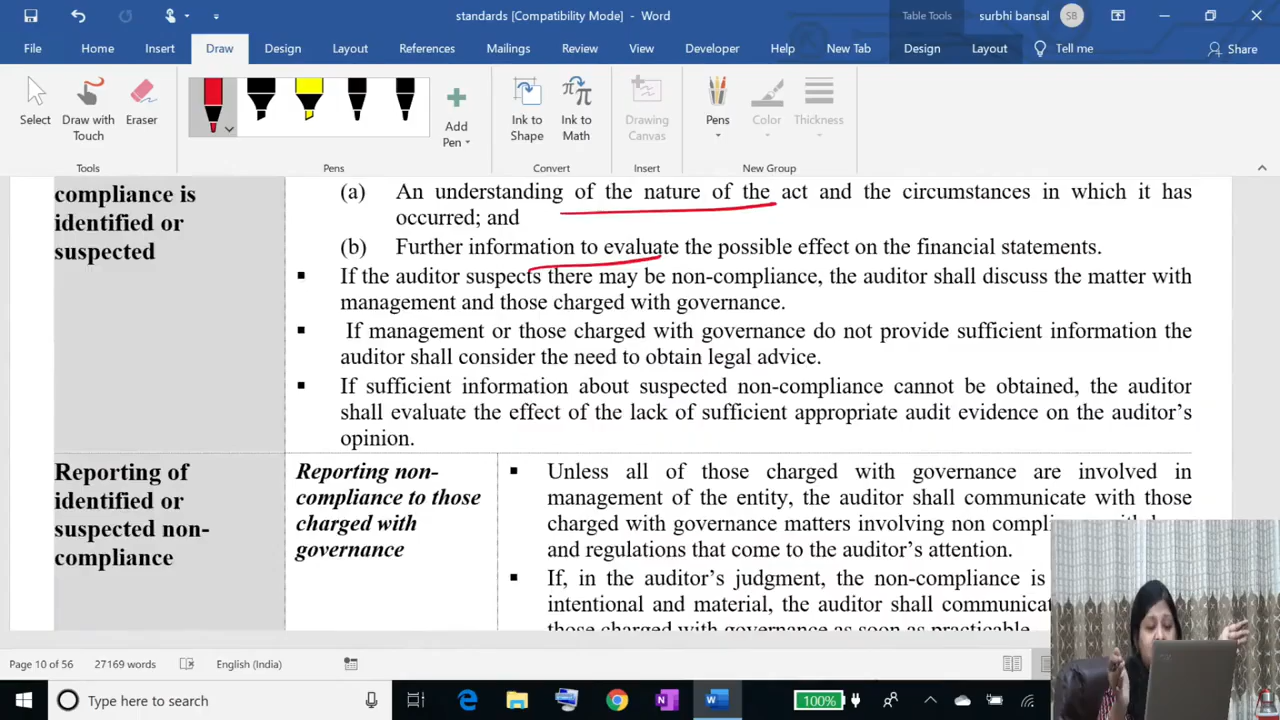 standards [Compatibility Mode] - Word
Table Tools
surbhi bansal
SB
File Home Insert Draw Design Layout References Mailings Review View Developer Help New Tab Design Layout Tell me Share
Select
Draw with Touch
Eraser
Add Pen
Ink to Shape
Ink to Math
Drawing Canvas
Pens
Color
Thickness
Tools Pens Convert Insert New Group
compliance is
identified or
suspected
(a) An understanding of the nature of the act and the circumstances in which it has
occurred; and
(b) Further information to evaluate the possible effect on the financial statements.
▪ If the auditor suspects there may be non-compliance, the auditor shall discuss the matter with
management and those charged with governance.
▪ If management or those charged with governance do not provide sufficient information the
auditor shall consider the need to obtain legal advice.
▪ If sufficient information about suspected non-compliance cannot be obtained, the auditor
shall evaluate the effect of the lack of sufficient appropriate audit evidence on the auditor’s
opinion.
Reporting of
identified or
suspected non-
compliance
Reporting non-
compliance to those
charged with
governance
▪ Unless all of those charged with governance are involved in
management of the entity, the auditor shall communicate with those
charged with governance matters involving non
and regulations that come to the auditor’s attention.
▪ If, in the auditor’s judgment, the non-compliance is
intentional and material, the auditor shall
those charged with governance as soon as practicable
Page 10 of 56 27169 words English (India)
Type here to search
100%